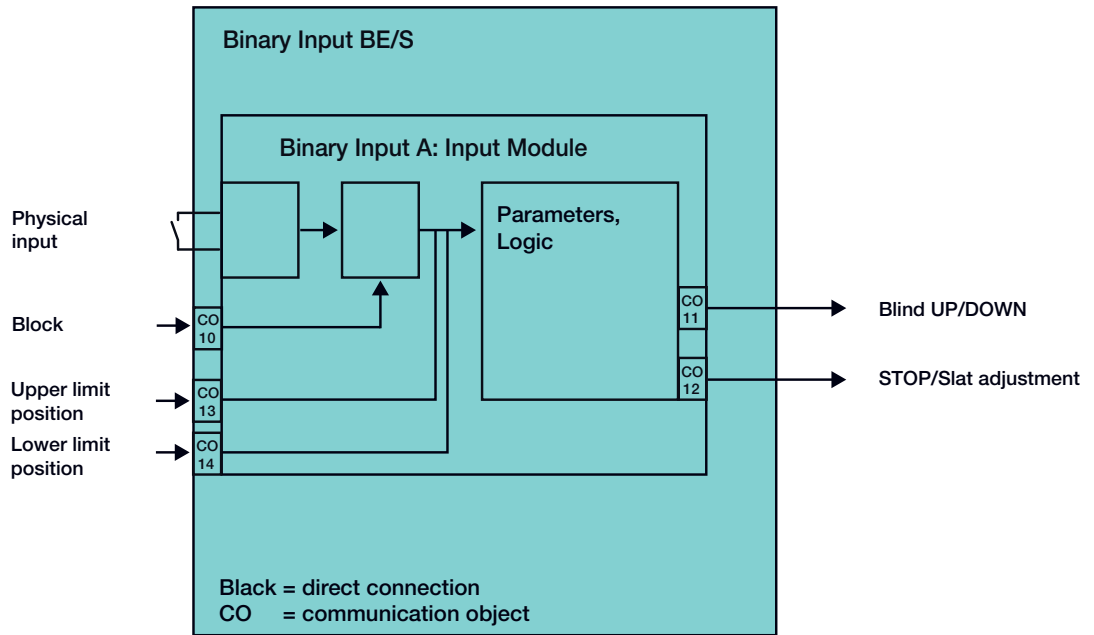 Binary Input BE/S
Binary Input A: Input Module
Physical
input
Parameters,
Logic
Block
CO
10
CO
11
Blind UP/DOWN
Upper limit
position
CO
13
CO
12
STOP/Slat adjustment
Lower limit
position
CO
14
Black = direct connection
CO = communication object